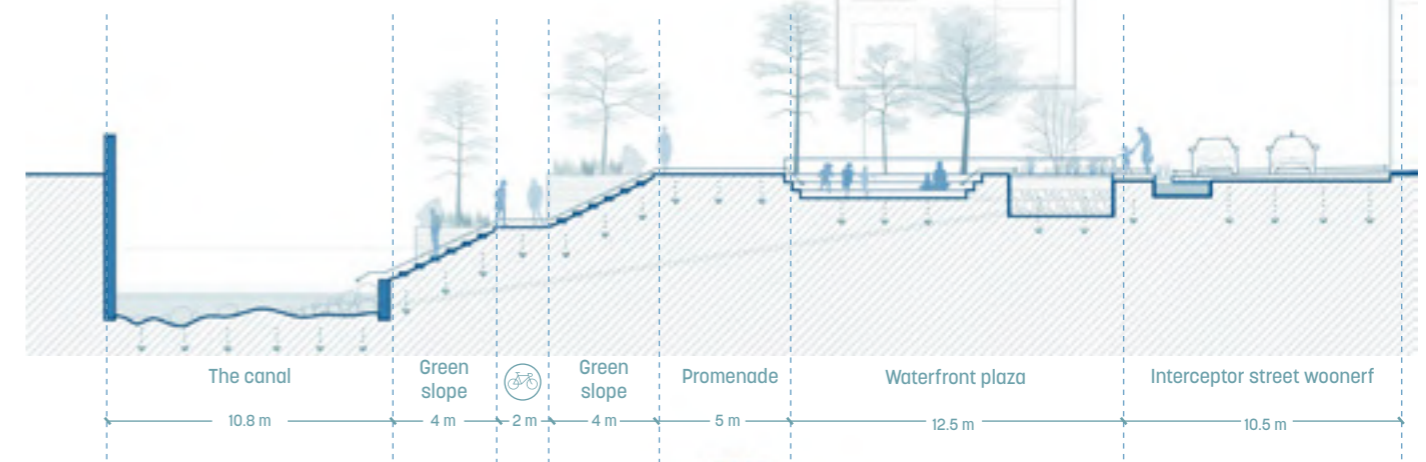 The canal
Green
slope
Green
slope
Promenade
Waterfront plaza
Interceptor street woonerf
10.8 m
4 m
2 m
4 m
5 m
12.5 m
10.5 m